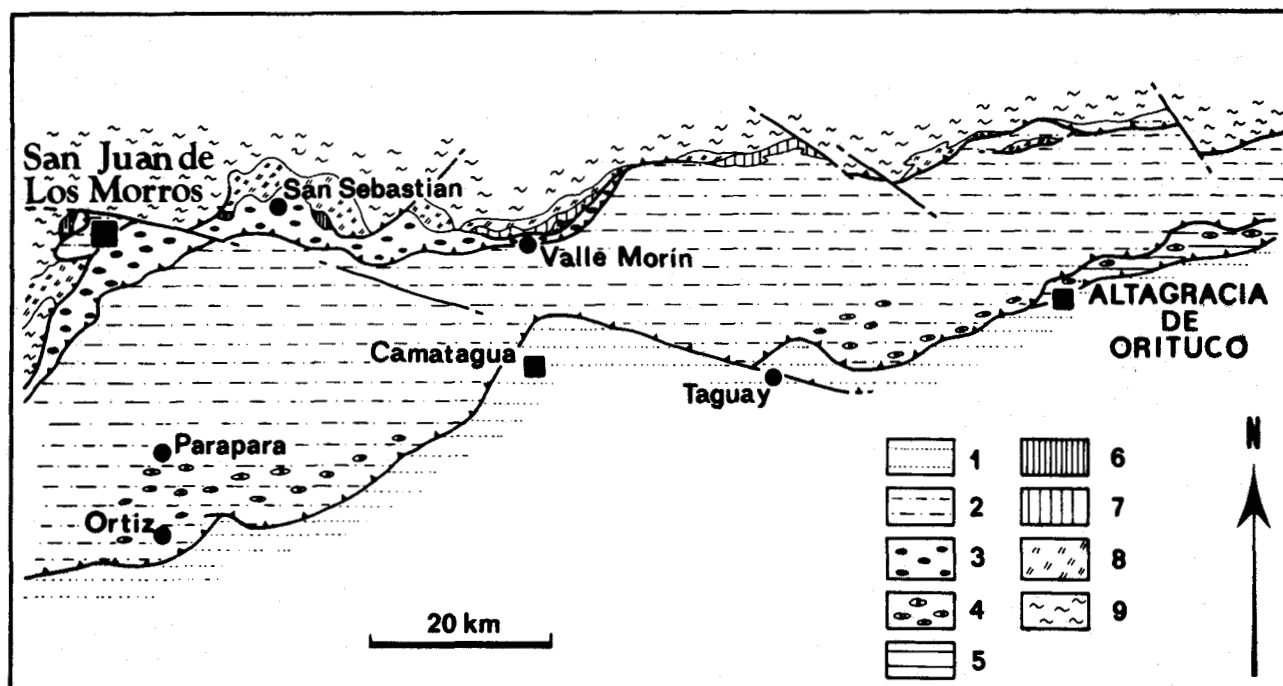 San Juan de
Los Morros
San Sebastian
Valle Morín
Camatagua
Taguay
ALTAGRACIA
DE
ORITUCO
Parapara
Ortiz
20 km
N
1
2
3
4
5
6
7
8
9